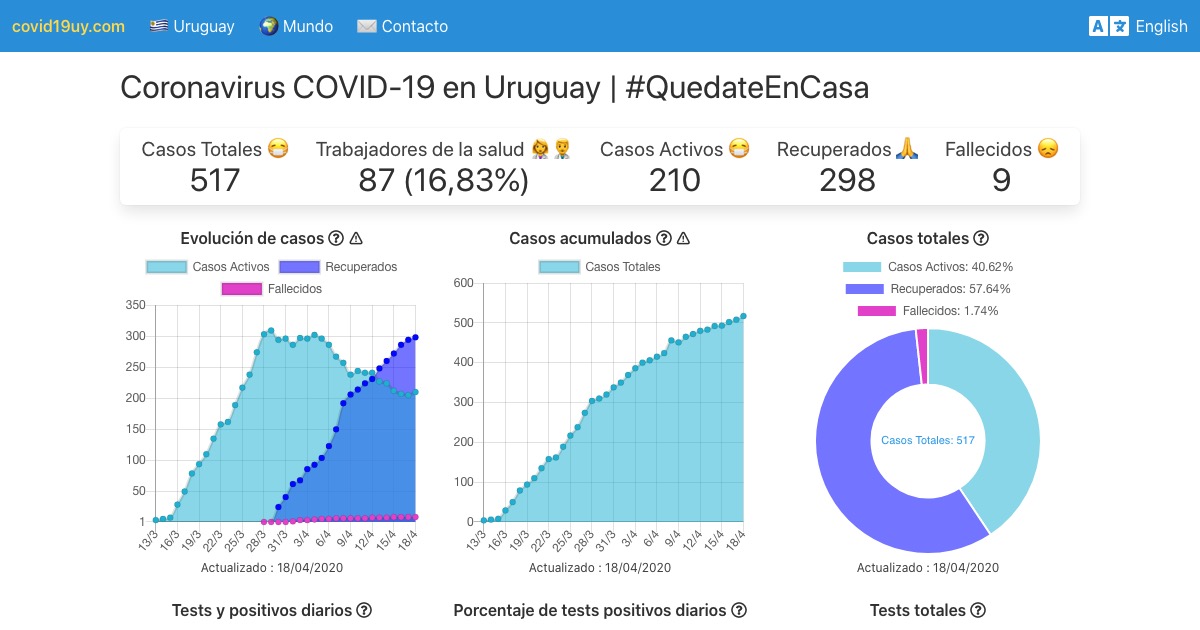 covid19uy.com Uruguay Mundo Contacto A English
Coronavirus COVID-19 en Uruguay | #QuedateEnCasa
Casos Totales Trabajadores de la salud Casos Activos Recuperados Fallecidos
517 87 (16,83%) 210 298 9
Evolución de casos
Casos Activos Recuperados
Fallecidos
350
300
250
200
150
100
50
1
13/3 16/3 19/3 22/3 25/3 28/3 31/3 3/4 6/4 9/4 12/4 15/4 18/4
Actualizado : 18/04/2020
Casos acumulados
Casos Totales
600
500
400
300
200
100
0
13/3 16/3 19/3 22/3 25/3 28/3 31/3 3/4 6/4 9/4 12/4 15/4 18/4
Actualizado : 18/04/2020
Casos totales
Casos Activos: 40.62%
Recuperados: 57.64%
Fallecidos: 1.74%
Casos Totales: 517
Actualizado : 18/04/2020
Tests y positivos diarios
Porcentaje de tests positivos diarios
Tests totales